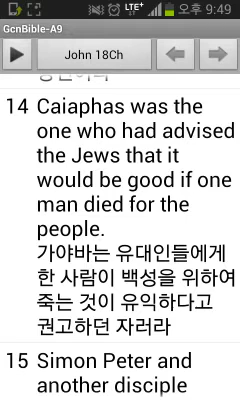 LTE 오후 9:49
GcnBible-A9
John 18Ch
14 Caiaphas was the
one who had advised
the Jews that it
would be good if one
man died for the
people.
가야바는 유대인들에게
한 사람이 백성을 위하여
죽는 것이 유익하다고
권고하던 자러라
15 Simon Peter and
another disciple